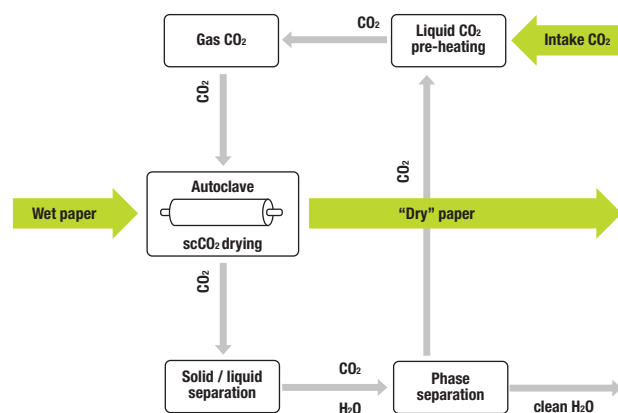 Gas CO₂
CO₂
Liquid CO₂
pre-heating
Intake CO₂
CO₂
CO₂
Wet paper
Autoclave
scCO₂ drying
"Dry" paper
CO₂
Solid / liquid
separation
CO₂
H₂O
Phase
separation
clean H₂O